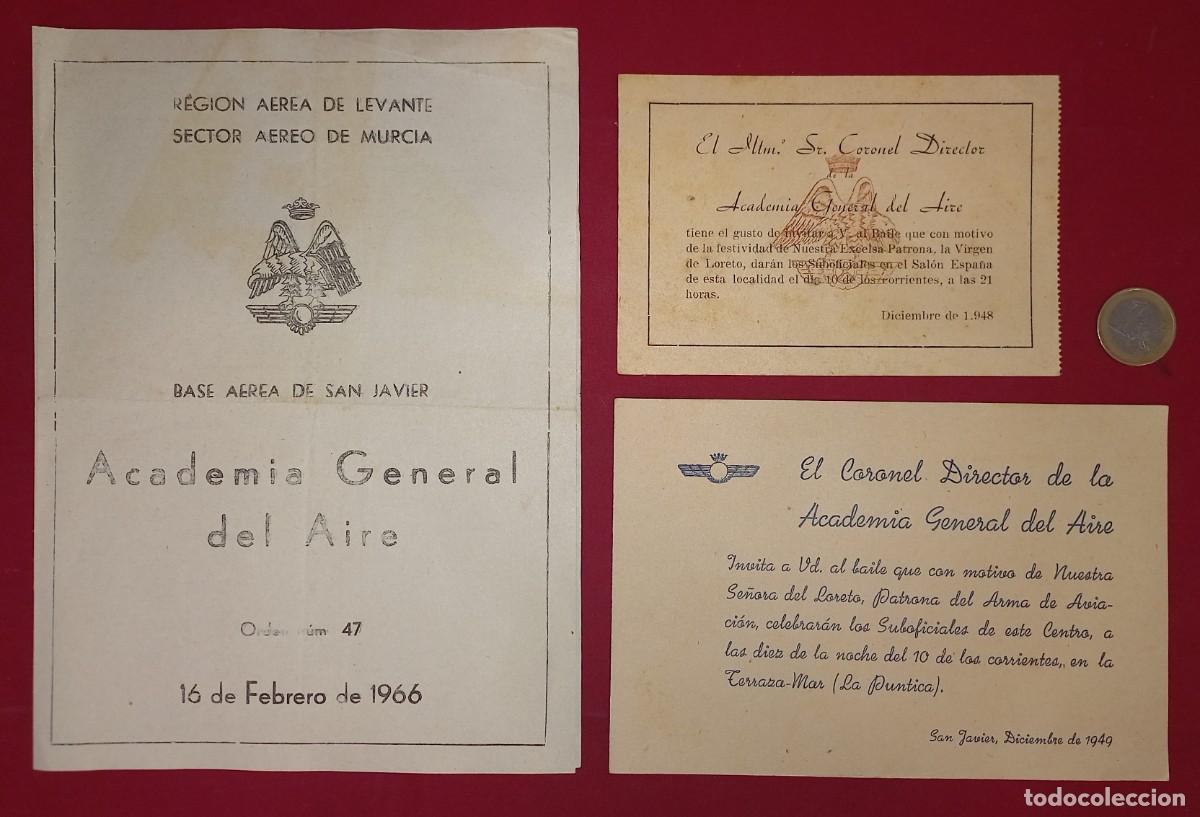 REGION AEREA DE LEVANTE
SECTOR AEREO DE MURCIA
BASE AEREA DE SAN JAVIER
Academia General
del Aire
Orden núm 47
16 de Febrero de 1966
El Iltm.º Sr. Coronel Director
de la
Academia General del Aire
tiene el gusto de invitar a V. al Baile que con motivo
de la festividad de Nuestra Excelsa Patrona, la Virgen
de Loreto, darán los Suboficiales en el Salón España
de esta localidad el día 10 de los corrientes, a las 21
horas.
Diciembre de 1.948
El Coronel Director de la
Academia General del Aire
Invita a Vd. al baile que con motivo de Nuestra
Señora del Loreto, Patrona del Arma de Avia-
ción, celebrarán los Suboficiales de este Centro, a
las diez de la noche del 10 de los corrientes, en la
Terraza-Mar (La Puntica).
San Javier, Diciembre de 1949
todocoleccion